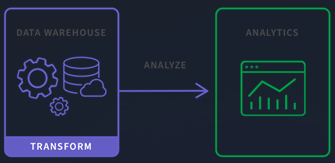 DATA WAREHOUSE
ANALYTICS
ANALYZE
TRANSFORM